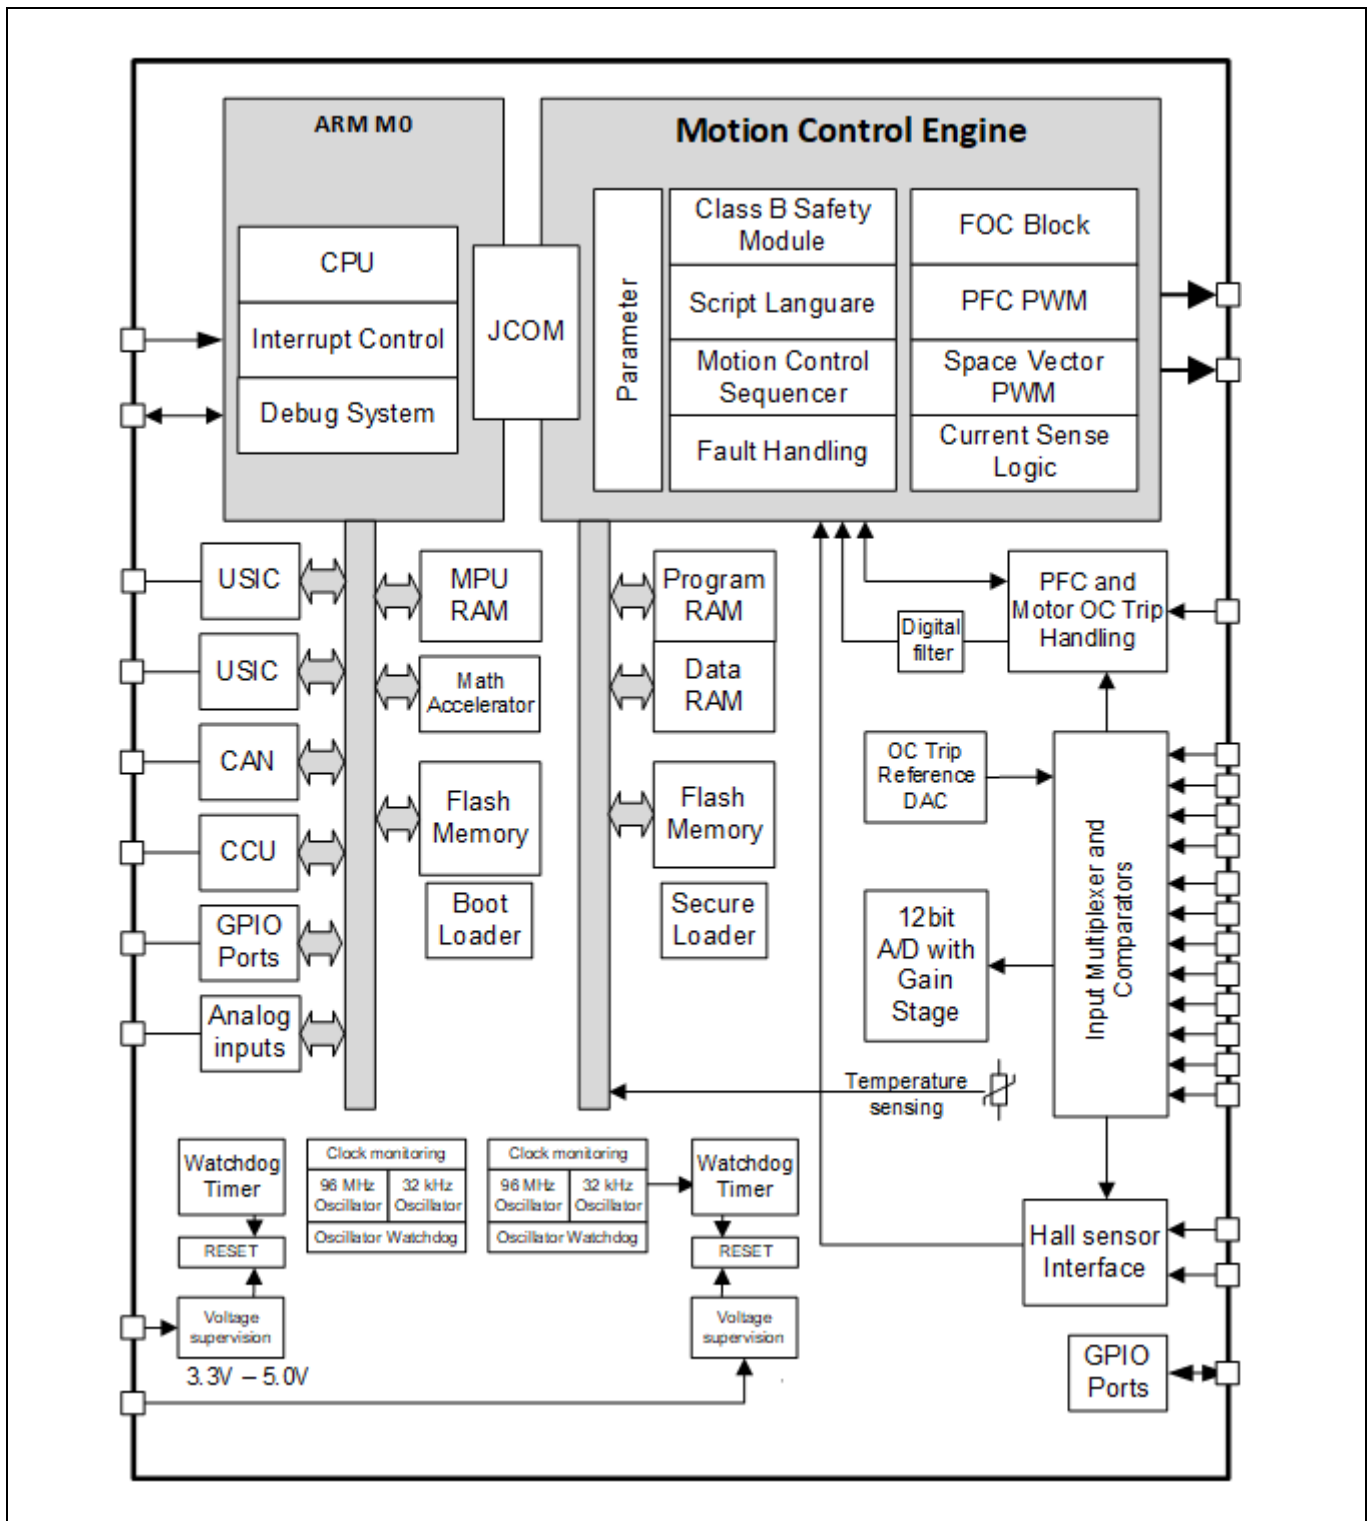 ARM M0
Motion Control Engine
CPU
Interrupt Control
Debug System
JCOM
Parameter
Class B Safety
Module
Script Languare
Motion Control
Sequencer
Fault Handling
FOC Block
PFC PWM
Space Vector
PWM
Current Sense
Logic
USIC
USIC
CAN
CCU
GPIO
Ports
Analog
inputs
MPU
RAM
Math
Accelerator
Flash
Memory
Boot
Loader
Program
RAM
Data
RAM
Flash
Memory
Secure
Loader
Digital
filter
PFC and
Motor OC Trip
Handling
OC Trip
Reference
DAC
12bit
A/D with
Gain
Stage
Input Multiplexer and
Comparators
Temperature
sensing
Watchdog
Timer
RESET
Voltage
supervision
3.3V – 5.0V
Clock monitoring
96 MHz
Oscillator
32 kHz
Oscillator
Oscillator Watchdog
Clock monitoring
96 MHz
Oscillator
32 kHz
Oscillator
Oscillator Watchdog
Watchdog
Timer
RESET
Voltage
supervision
Hall sensor
Interface
GPIO
Ports